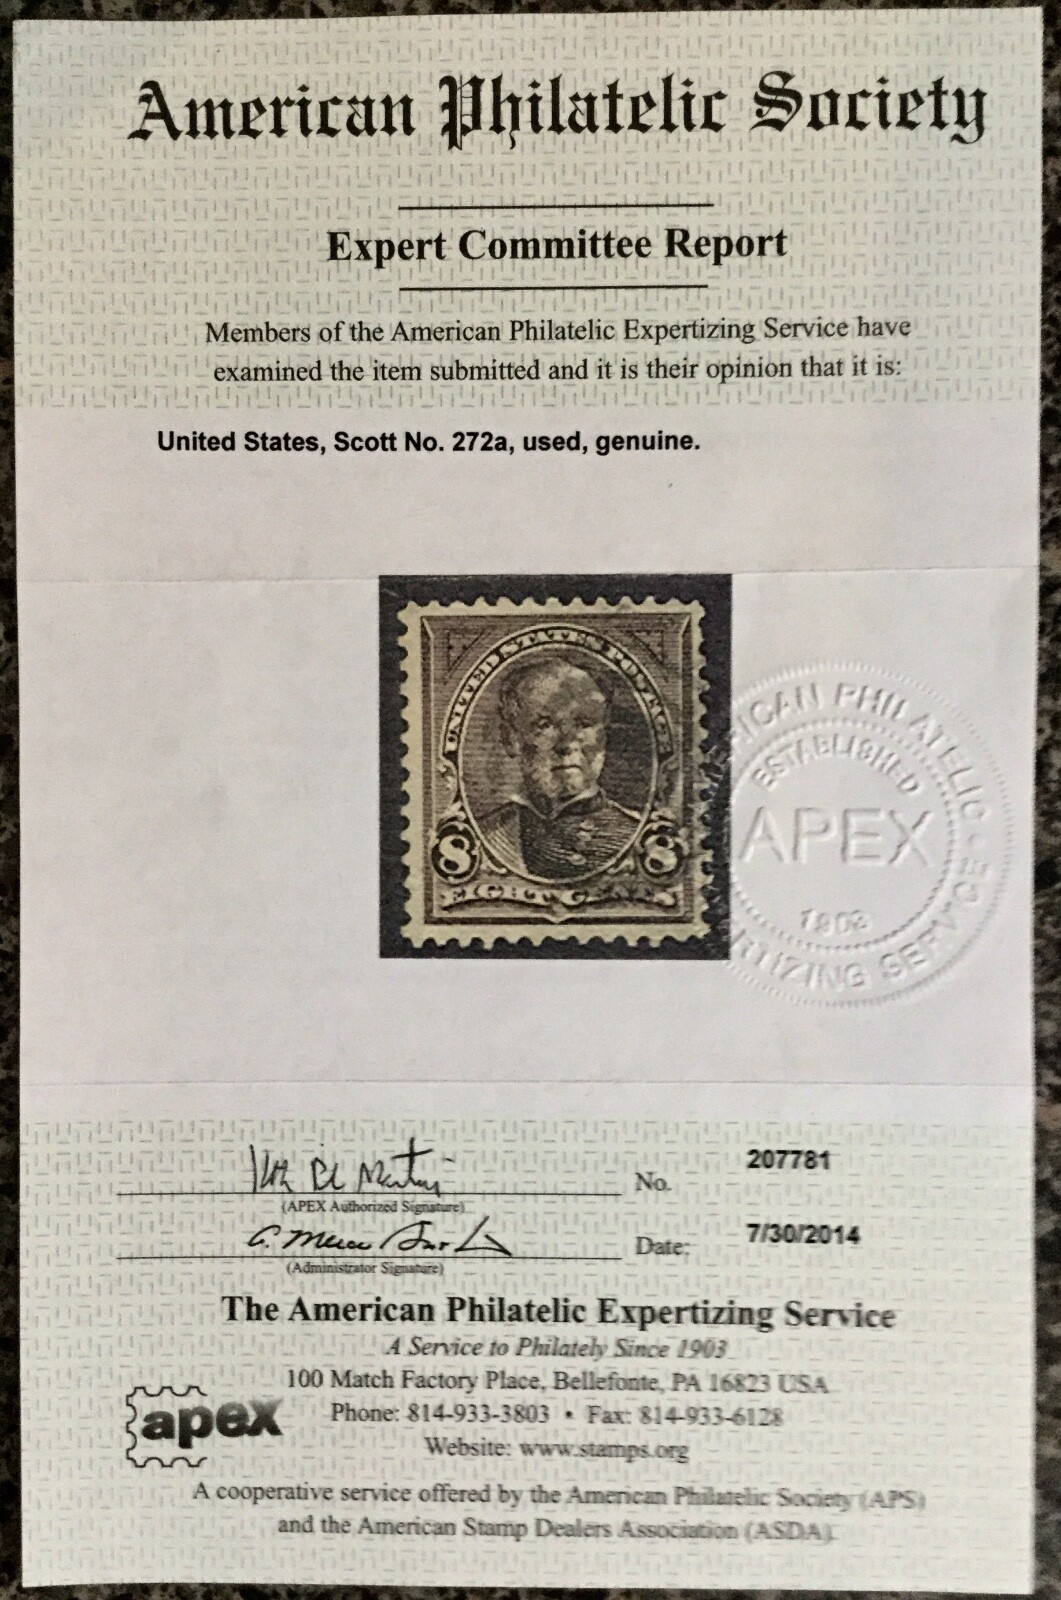 American Philatelic Society
Expert Committee Report
Members of the American Philatelic Expertizing Service have
examined the item submitted and it is their opinion that it is:
United States, Scott No. 272a, used, genuine.
UNITED STATES POSTAGE
8 8
EIGHT CENTS
AMERICAN PHILATELIC EXPERTIZING SERVICE
ESTABLISHED
APEX
1903
No. 207781
(APEX Authorized Signature)
Date: 7/30/2014
(Administrator Signature)
The American Philatelic Expertizing Service
A Service to Philately Since 1903
100 Match Factory Place, Bellefonte, PA 16823 USA
apex
Phone: 814-933-3803 • Fax: 814-933-6128
Website: www.stamps.org
A cooperative service offered by the American Philatelic Society (APS)
and the American Stamp Dealers Association (ASDA).